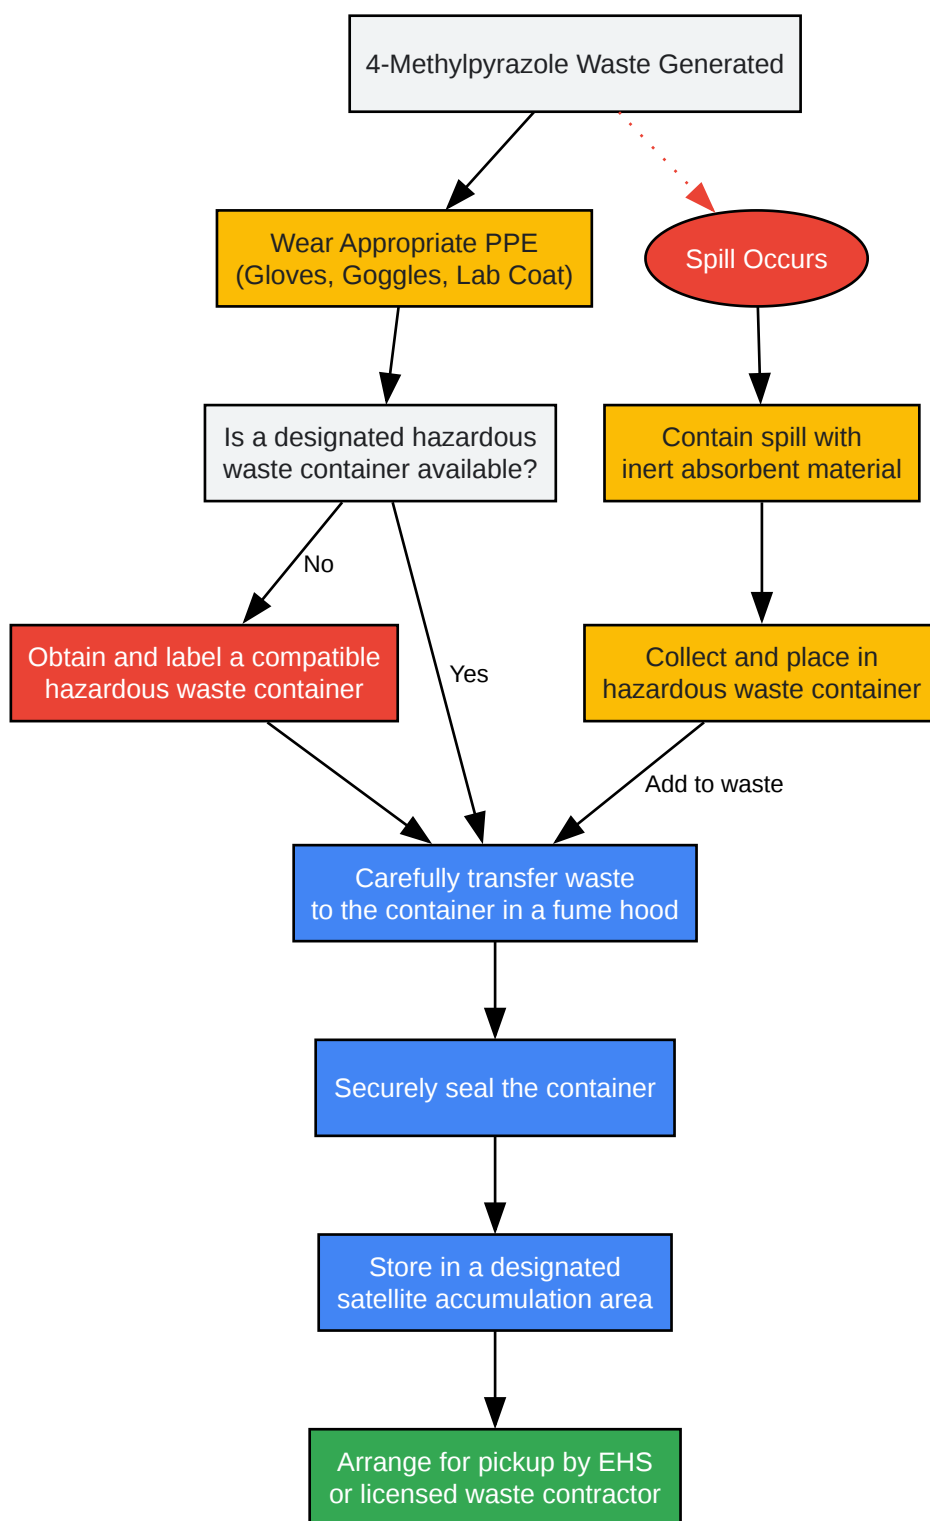 4-Methylpyrazole Waste Generated
Wear Appropriate PPE
(Gloves, Goggles, Lab Coat)
Spill Occurs
Is a designated hazardous
waste container available?
Contain spill with
inert absorbent material
No
Obtain and label a compatible
hazardous waste container
Yes
Collect and place in
hazardous waste container
Add to waste
Carefully transfer waste
to the container in a fume hood
Securely seal the container
Store in a designated
satellite accumulation area
Arrange for pickup by EHS
or licensed waste contractor